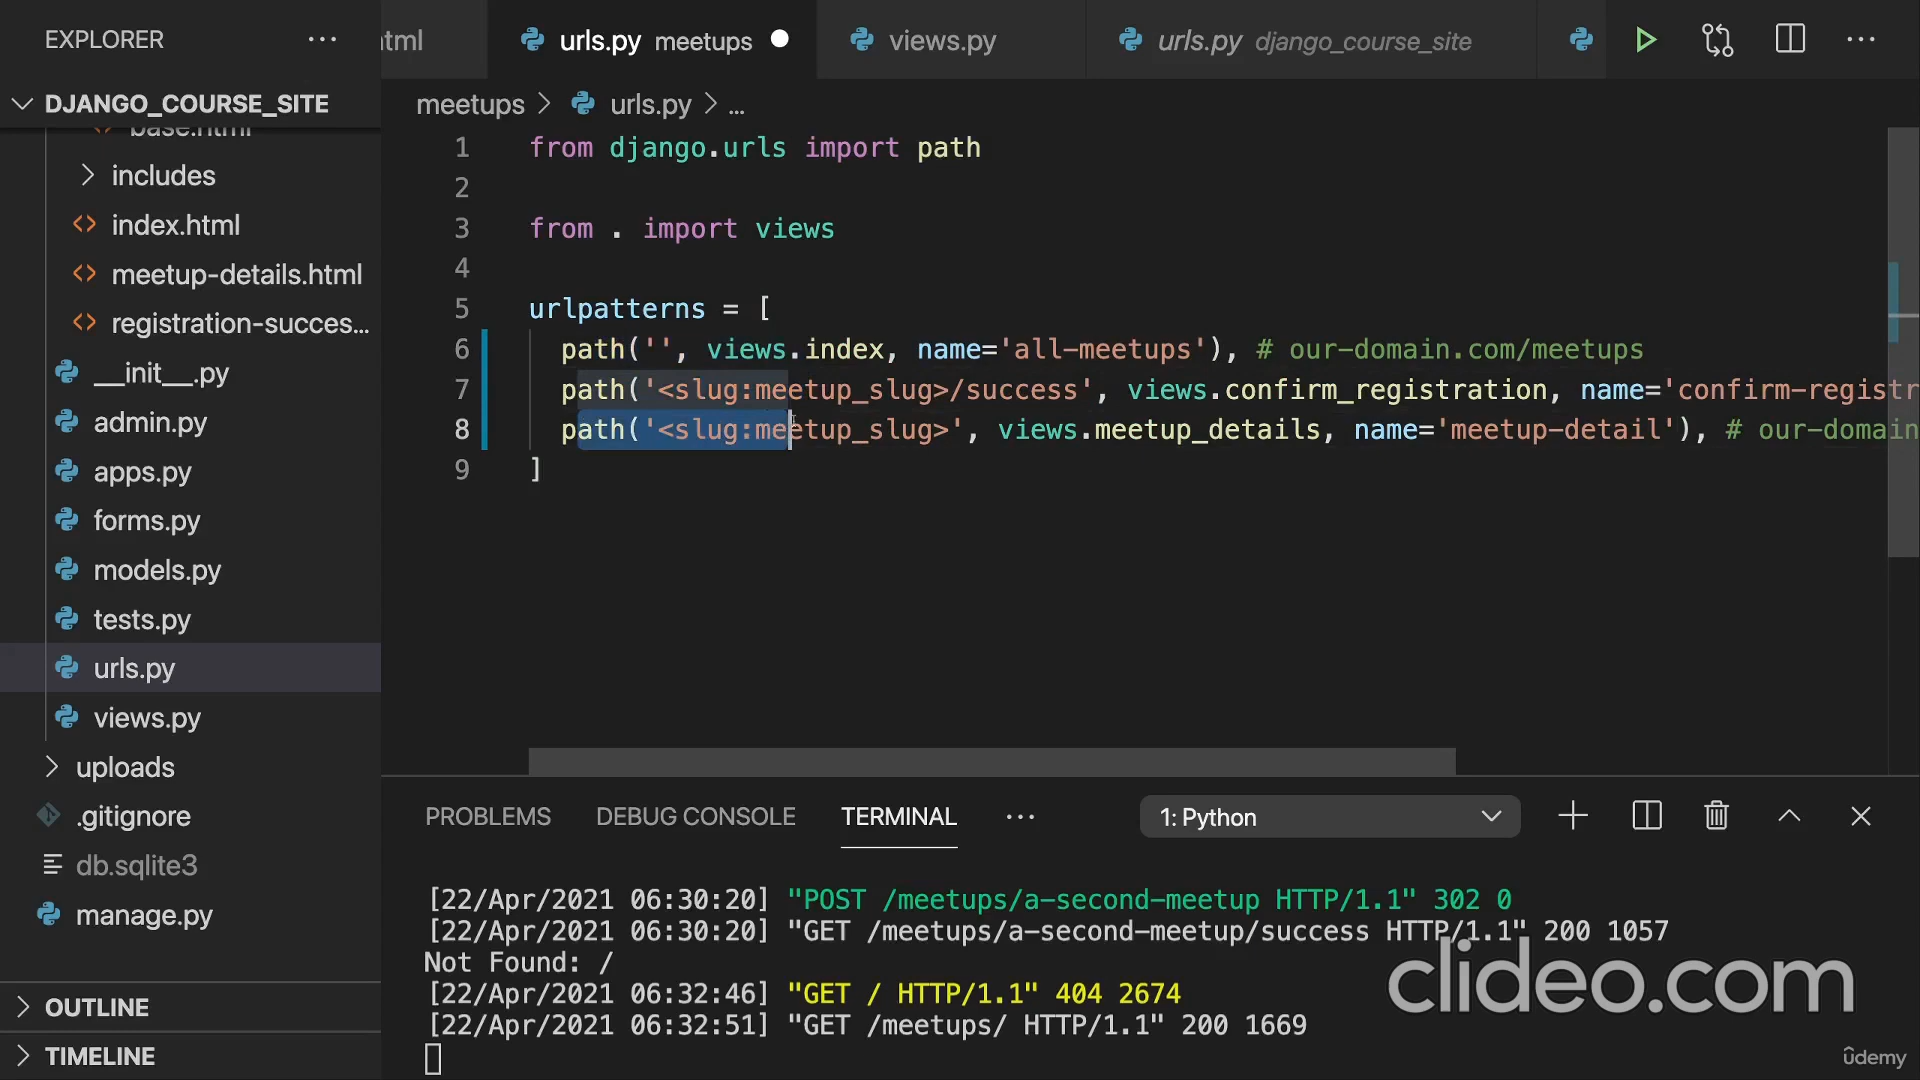 EXPLORER
...
html
urls.py meetups
views.py
urls.py django_course_site
DJANGO_COURSE_SITE
base.html
includes
index.html
meetup-details.html
registration-succes...
__init__.py
admin.py
apps.py
forms.py
models.py
tests.py
urls.py
views.py
uploads
.gitignore
db.sqlite3
manage.py
OUTLINE
TIMELINE
meetups > urls.py > ...
1 from django.urls import path
2
3 from . import views
4
5 urlpatterns = [
6 path('', views.index, name='all-meetups'), # our-domain.com/meetups
7 path('<slug:meetup_slug>/success', views.confirm_registration, name='confirm-registr
8 path('<slug:meetup_slug>', views.meetup_details, name='meetup-detail'), # our-domain
9 ]
PROBLEMS DEBUG CONSOLE TERMINAL ... 1: Python
[22/Apr/2021 06:30:20] "POST /meetups/a-second-meetup HTTP/1.1" 302 0
[22/Apr/2021 06:30:20] "GET /meetups/a-second-meetup/success HTTP/1.1" 200 1057
Not Found: /
[22/Apr/2021 06:32:46] "GET / HTTP/1.1" 404 2674
[22/Apr/2021 06:32:51] "GET /meetups/ HTTP/1.1" 200 1669
clideo.com
ûdemy